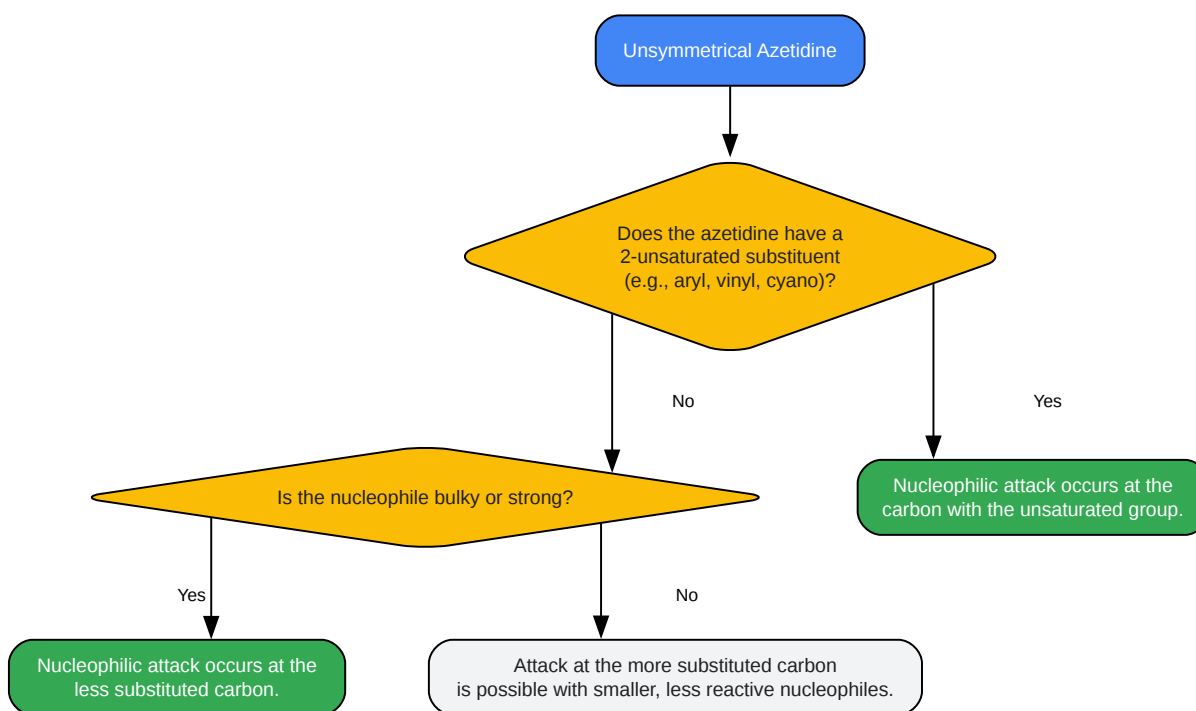 Unsymmetrical Azetidine
Does the azetidine have a
2-unsaturated substituent
(e.g., aryl, vinyl, cyano)?
No
Yes
Is the nucleophile bulky or strong?
Nucleophilic attack occurs at the
carbon with the unsaturated group.
Yes
No
Nucleophilic attack occurs at the
less substituted carbon.
Attack at the more substituted carbon
is possible with smaller, less reactive nucleophiles.